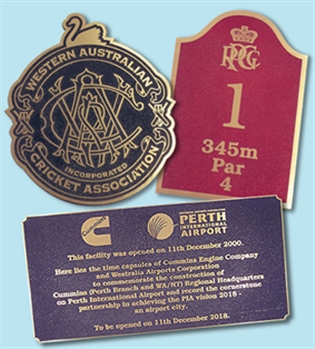 WESTERN AUSTRALIAN
INCORPORATED
CRICKET ASSOCIATION
RPGC
1
345m
Par
4
Cummins
PERTH
INTERNATIONAL
AIRPORT
This facility was opened on 11th December 2000.
Here lies the time capsules of Cummins Engine Company
and Westralia Airports Corporation
to commemorate the construction of
Cummins (Perth Branch and WA/NT) Regional Headquarters
on Perth International Airport and record the cornerstone
partnership in achieving the PIA vision 2018 -
an airport city.
To be opened on 11th December 2018.